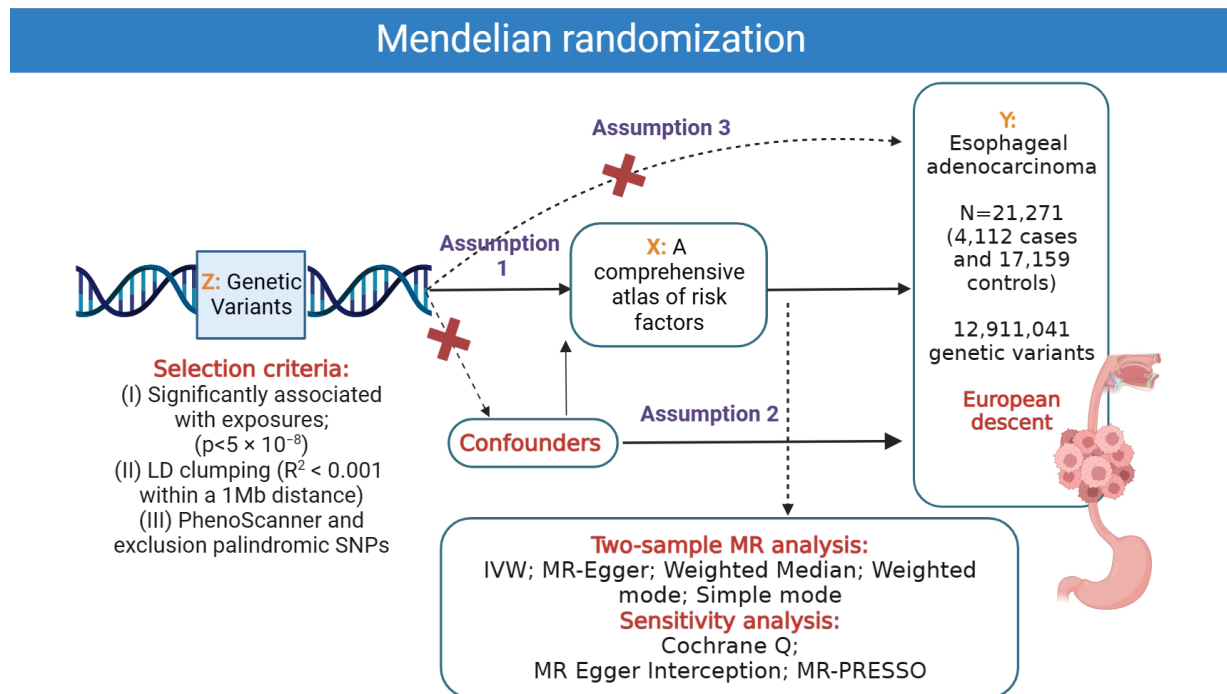 Mendelian randomization
Assumption 3
Assumption
1
Z: Genetic
Variants
X: A
comprehensive
atlas of risk
factors
Y:
Esophageal
adenocarcinoma
N=21,271
(4,112 cases
and 17,159
controls)
12,911,041
genetic variants
European
descent
Selection criteria:
(I) Significantly associated
with exposures;
(p<5 × 10⁻⁸)
(II) LD clumping (R² < 0.001
within a 1Mb distance)
(III) PhenoScanner and
exclusion palindromic SNPs
Confounders
Assumption 2
Two-sample MR analysis:
IVW; MR-Egger; Weighted Median; Weighted
mode; Simple mode
Sensitivity analysis:
Cochrane Q;
MR Egger Interception; MR-PRESSO